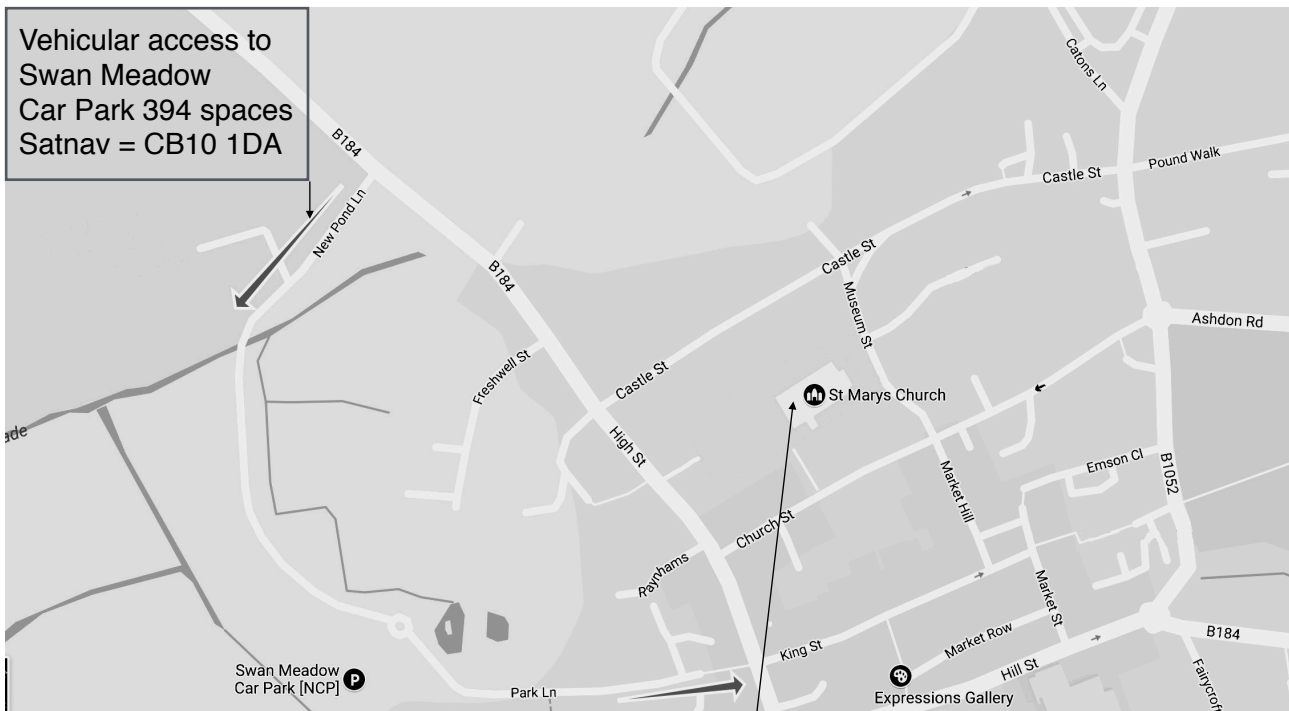 Vehicular access to
Swan Meadow
Car Park 394 spaces
Satnav = CB10 1DA
B184
New Pond Ln
B184
Catons Ln
Castle St
Pound Walk
Castle St
Museum St
Ashdon Rd
Freshwell St
Castle St
St Marys Church
ade
High St
Market Hill
Emson Cl
B1052
Church St
Raynhams
Market St
King St
Market Row
Hill St
B184
Fairycroft
Swan Meadow
Car Park [NCP]
P
Park Ln
Expressions Gallery